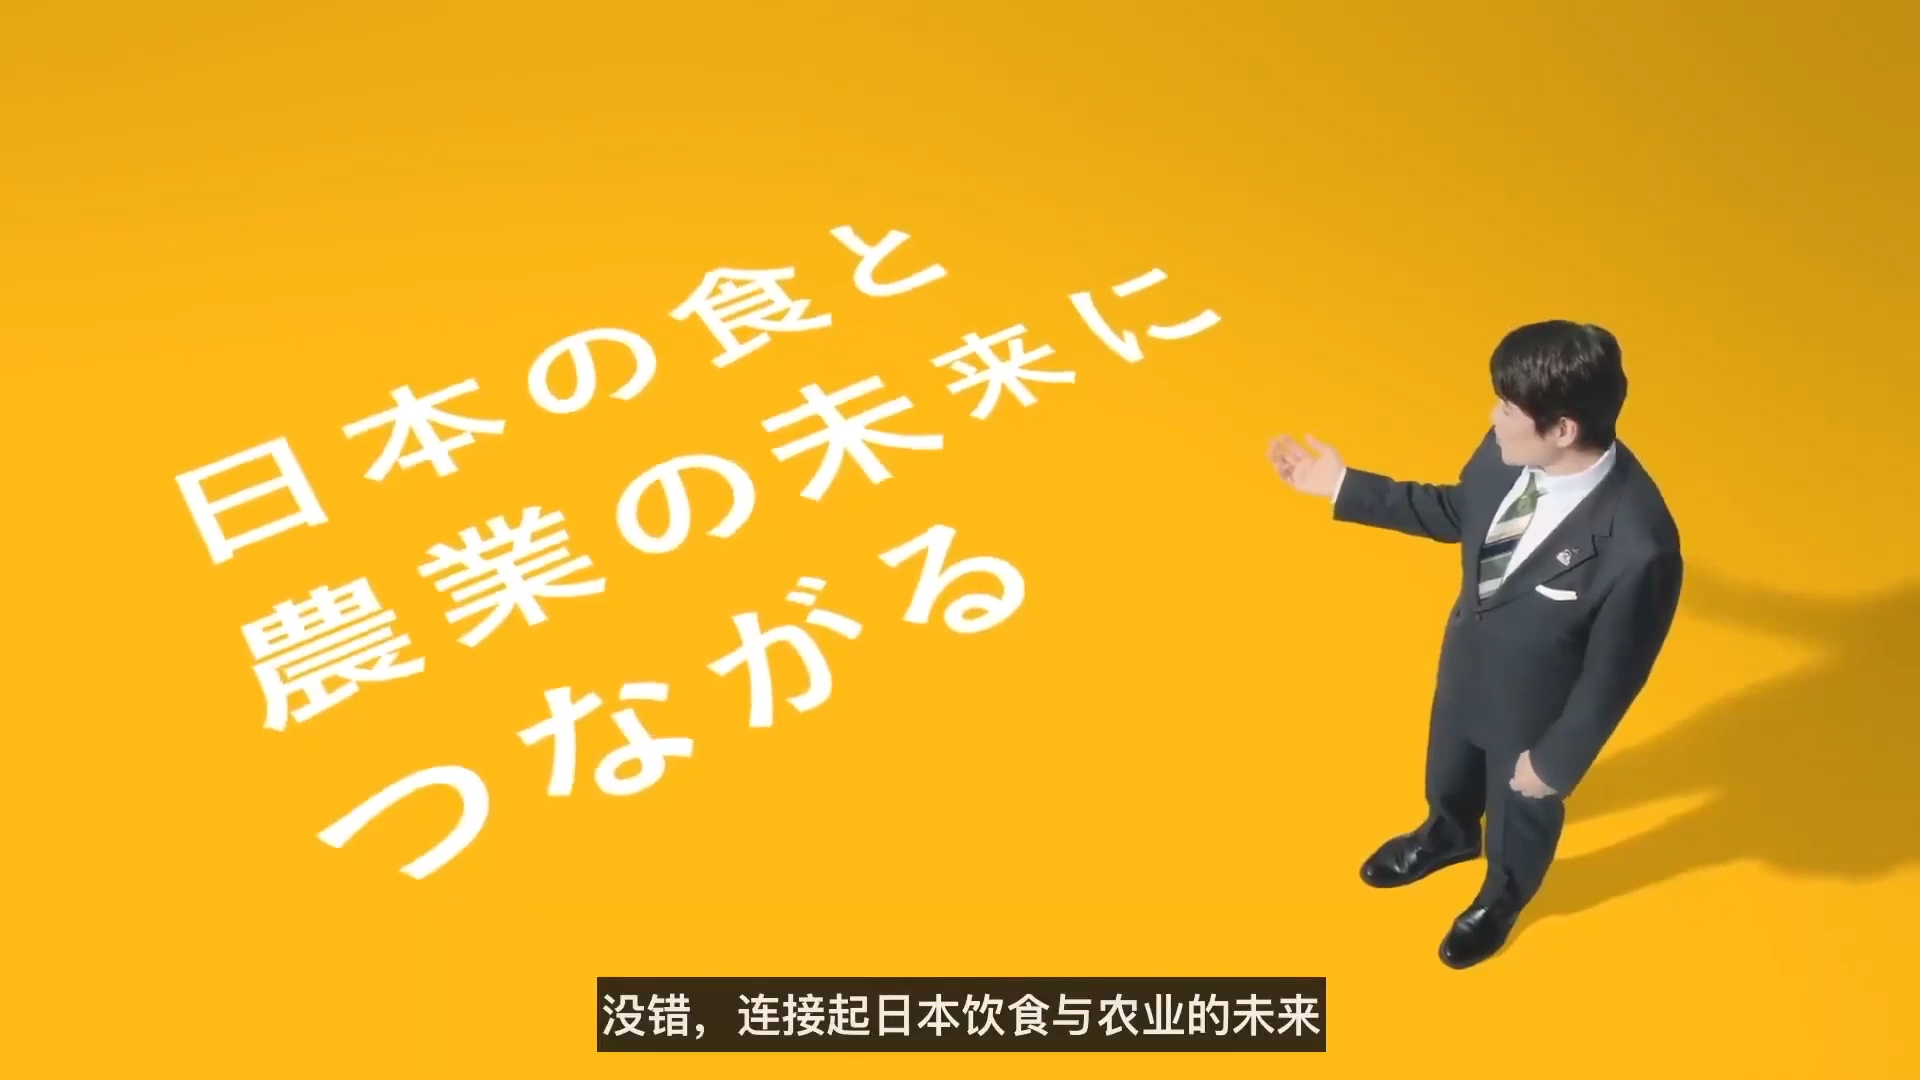 日本の食と
農業の未来に
つながる
没错，连接起日本饮食与农业的未来